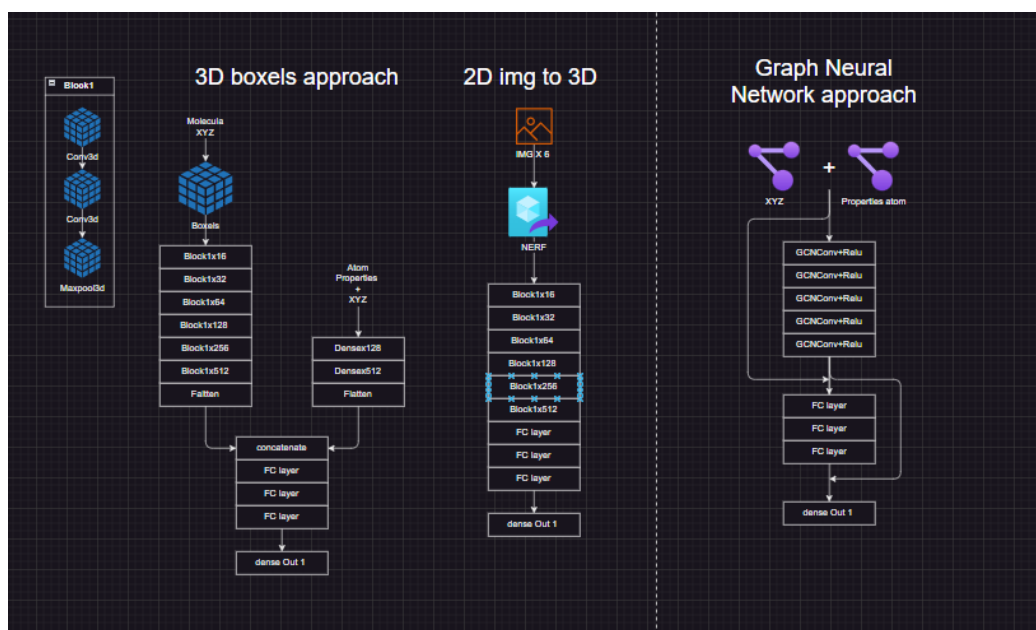 3D boxels approach
2D img to 3D
Graph Neural
Network approach
Block1
Conv3d
Conv3d
Maxpool3d
Molecula
XYZ
Boxels
Block1x16
Block1x32
Block1x64
Block1x128
Block1x256
Block1x512
Faltten
Atom
Properties
+
XYZ
Densex128
Densex512
Flatten
concatenate
FC layer
FC layer
FC layer
dense Out 1
IMG X 6
NERF
Block1x16
Block1x32
Block1x64
Block1x128
Block1x256
Block1x512
FC layer
FC layer
FC layer
dense Out 1
+
XYZ
Properties atom
GCNConv+Relu
GCNConv+Relu
GCNConv+Relu
GCNConv+Relu
GCNConv+Relu
FC layer
FC layer
FC layer
dense Out 1